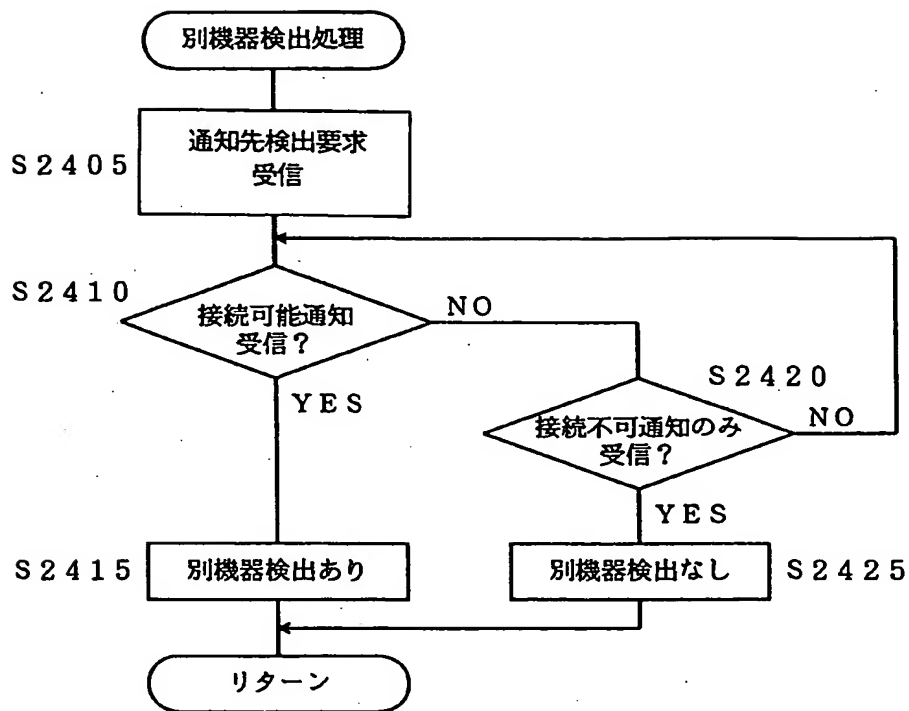 別機器検出処理
S2405
通知先検出要求
受信
S2410
接続可能通知
受信？
NO
YES
S2420
接続不可通知のみ
受信？
NO
YES
S2415
別機器検出あり
別機器検出なし
S2425
リターン